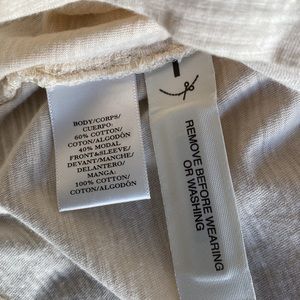 BODY/CORPS/
CUERPO:
60% COTTON/
COTON/ALGODÓN
40% MODAL
FRONT&SLEEVE/
DEVANT/MANCHE/
DELANTERO/
MANGA:
100% COTTON/
COTON/ALGODÓN
REMOVE BEFORE WEARING
OR WASHING